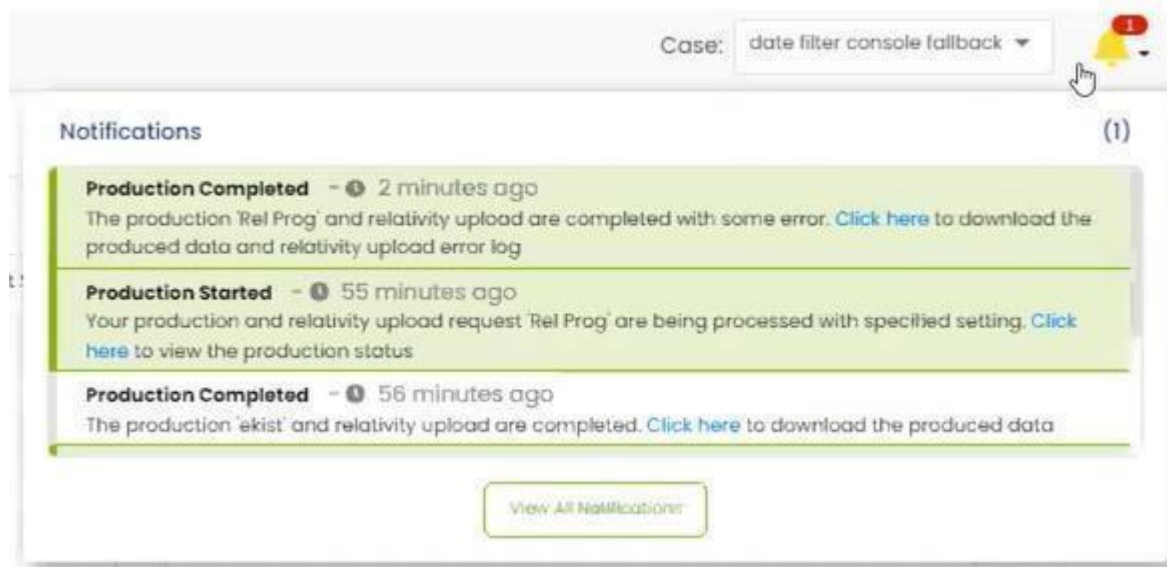 Case: date filter console fallback
1
Notifications (1)
Production Completed - 2 minutes ago
The production 'Rel Prog' and relativity upload are completed with some error. Click here to download the
produced data and relativity upload error log
Production Started - 55 minutes ago
Your production and relativity upload request 'Rel Prog' are being processed with specified setting. Click
here to view the production status
Production Completed - 56 minutes ago
The production 'ekist' and relativity upload are completed. Click here to download the produced data
View All Notifications